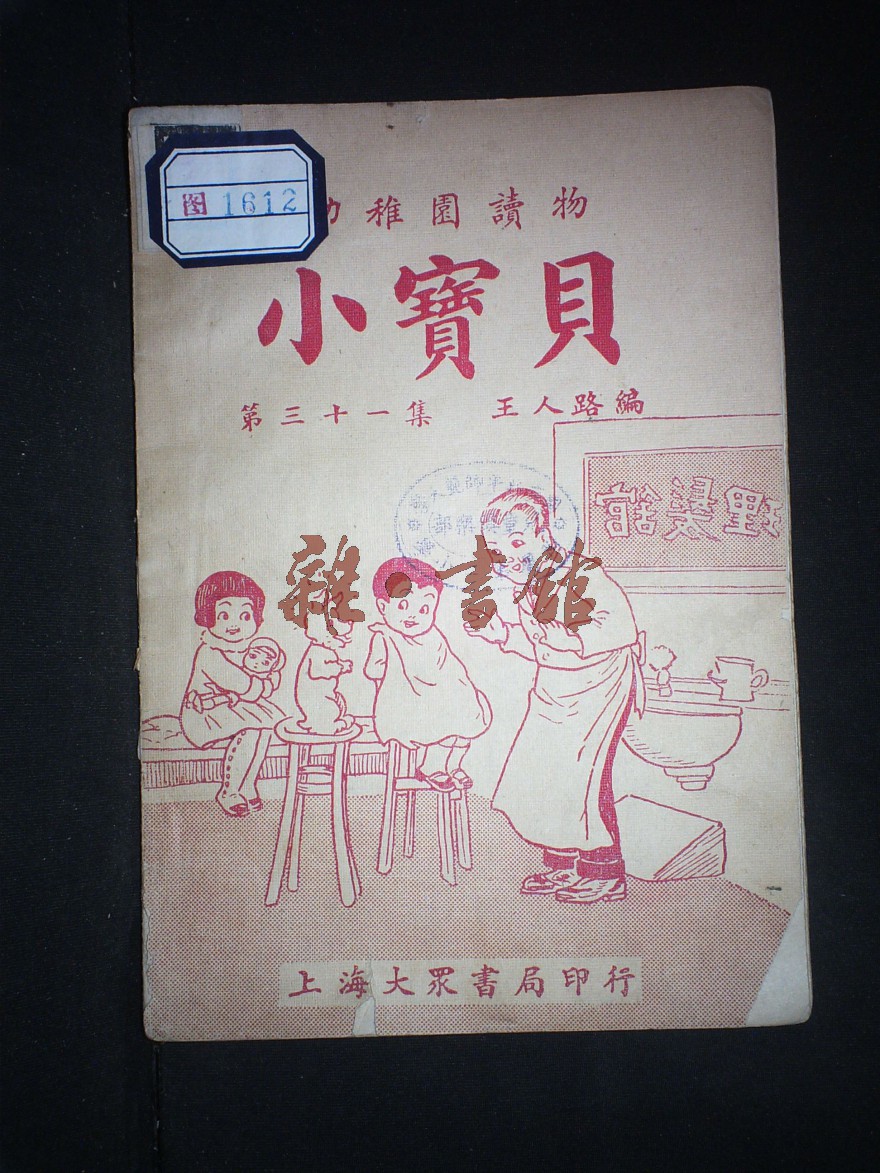 图 1612
幼稚園讀物
小寶貝
第三十一集 王人路編
雜·書館
上海大眾書局印行